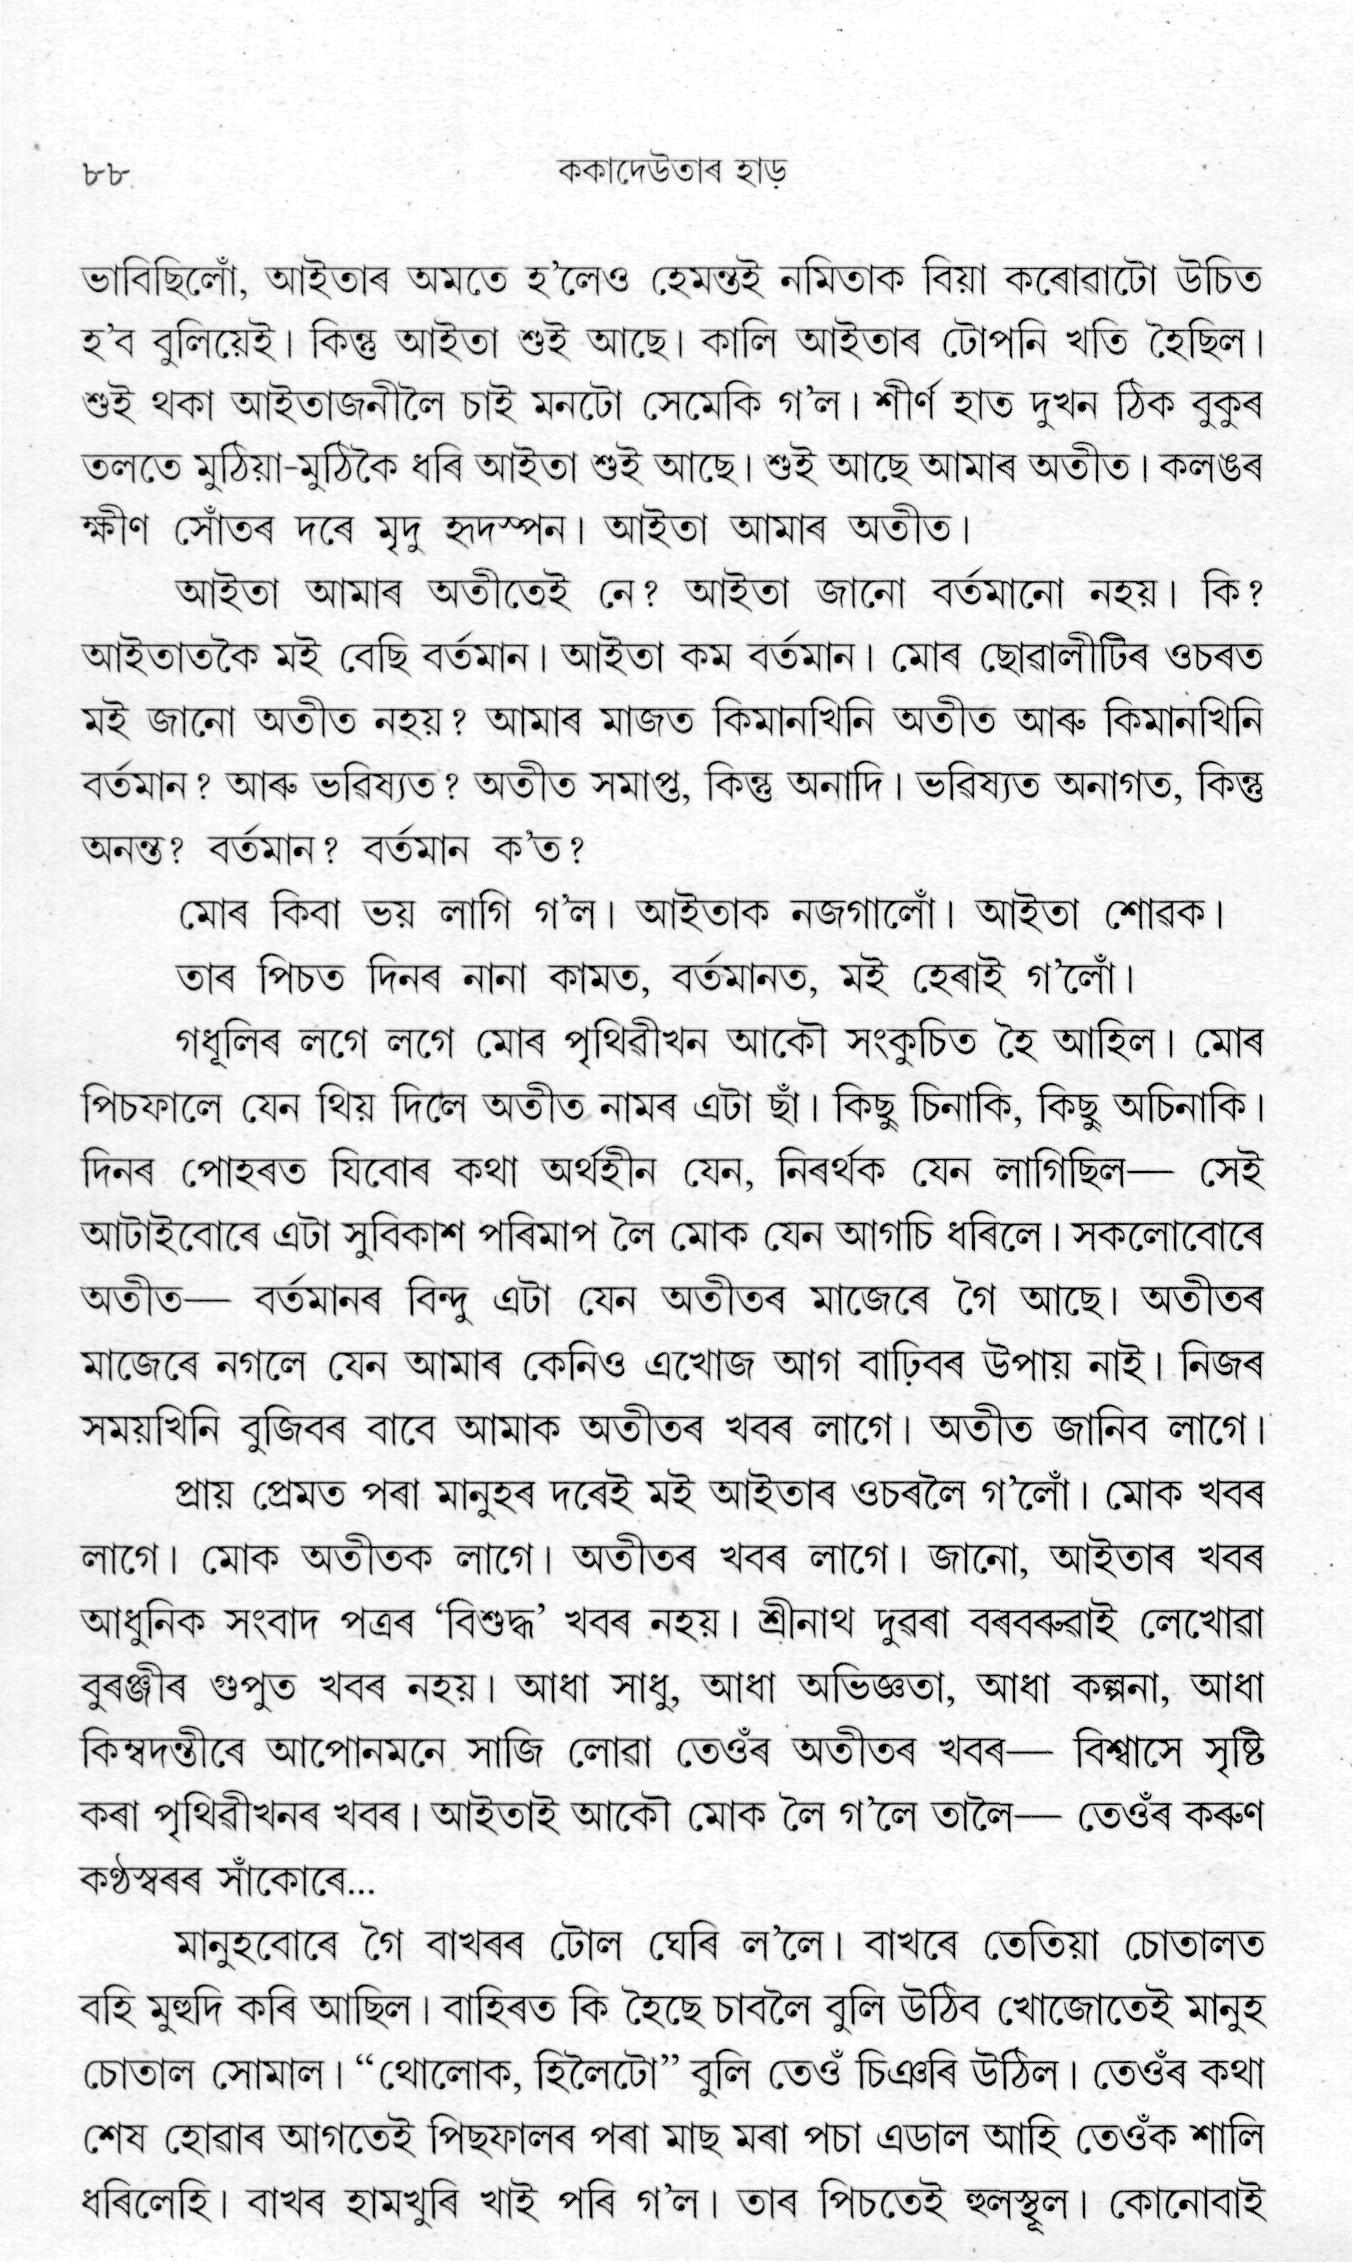 ৮৮
ককাদেউতাৰ হাড়
ভাবিছিলোঁ, আইতাৰ অমতে হ’লেও হেমন্তই নমিতাক বিয়া কৰোৱাটো উচিত
হ’ব বুলিয়েই। কিন্তু আইতা শুই আছে। কালি আইতাৰ টোপনি খতি হৈছিল।
শুই থকা আইতাজনীলৈ চাই মনটো সেমেকি গ’ল। শীৰ্ণ হাত দুখন ঠিক বুকুৰ
তলতে মুঠিয়া-মুঠিকৈ ধৰি আইতা শুই আছে। শুই আছে আমাৰ অতীত। কলঙৰ
ক্ষীণ সোঁতৰ দৰে মৃদু হৃদস্পন। আইতা আমাৰ অতীত।
আইতা আমাৰ অতীতেই নে? আইতা জানো বৰ্তমানো নহয়। কি?
আইতাতকৈ মই বেছি বৰ্তমান। আইতা কম বৰ্তমান। মোৰ ছোৱালীটিৰ ওচৰত
মই জানো অতীত নহয়? আমাৰ মাজত কিমানখিনি অতীত আৰু কিমানখিনি
বৰ্তমান? আৰু ভৱিষ্যত? অতীত সমাপ্ত, কিন্তু অনাদি। ভৱিষ্যত অনাগত, কিন্তু
অনন্ত? বৰ্তমান? বৰ্তমান ক’ত?
মোৰ কিবা ভয় লাগি গ’ল। আইতাক নজগালোঁ। আইতা শোৱক।
তাৰ পিচত দিনৰ নানা কামত, বৰ্তমানত, মই হেৰাই গ’লোঁ।
গধূলিৰ লগে লগে মোৰ পৃথিৱীখন আকৌ সংকুচিত হৈ আহিল। মোৰ
পিচফালে যেন থিয় দিলে অতীত নামৰ এটা ছাঁ। কিছু চিনাকি, কিছু অচিনাকি।
দিনৰ পোহৰত যিবোৰ কথা অৰ্থহীন যেন, নিৰৰ্থক যেন লাগিছিল— সেই
আটাইবোৰে এটা সুবিকাশ পৰিমাপ লৈ মোক যেন আগচি ধৰিলে। সকলোবোৰে
অতীত— বৰ্তমানৰ বিন্দু এটা যেন অতীতৰ মাজেৰে গৈ আছে। অতীতৰ
মাজেৰে নগলে যেন আমাৰ কেনিও এখোজ আগ বাঢ়িবৰ উপায় নাই। নিজৰ
সময়খিনি বুজিবৰ বাবে আমাক অতীতৰ খবৰ লাগে। অতীত জানিব লাগে।
প্ৰায় প্ৰেমত পৰা মানুহৰ দৰেই মই আইতাৰ ওচৰলৈ গ’লোঁ। মোক খবৰ
লাগে। মোক অতীতক লাগে। অতীতৰ খবৰ লাগে। জানো, আইতাৰ খবৰ
আধুনিক সংবাদ পত্ৰৰ ‘বিশুদ্ধ’ খবৰ নহয়। শ্ৰীনাথ দুৱৰা বৰবৰুৱাই লেখোৱা
বুৰঞ্জীৰ গুপুত খবৰ নহয়। আধা সাধু, আধা অভিজ্ঞতা, আধা কল্পনা, আধা
কিম্বদন্তীৰে আপোনমনে সাজি লোৱা তেওঁৰ অতীতৰ খবৰ— বিশ্বাসে সৃষ্টি
কৰা পৃথিৱীখনৰ খবৰ। আইতাই আকৌ মোক লৈ গ’লে তালৈ— তেওঁৰ কৰুণ
কণ্ঠস্বৰৰ সাঁকোৰে...
মানুহবোৰে গৈ বাখৰৰ টোল ঘেৰি ল’লে। বাখৰে তেতিয়া চোতালত
বহি মুহুদি কৰি আছিল। বাহিৰত কি হৈছে চাবলৈ বুলি উঠিব খোজোতেই মানুহ
চোতাল সোমাল। “থোলোক, হিলৈটো” বুলি তেওঁ চিঞৰি উঠিল। তেওঁৰ কথা
শেষ হোৱাৰ আগতেই পিছফালৰ পৰা মাছ মৰা পচা এডাল আহি তেওঁক শালি
ধৰিলেহি। বাখৰ হামখুৰি খাই পৰি গ’ল। তাৰ পিচতেই হুলস্থূল। কোনোবাই